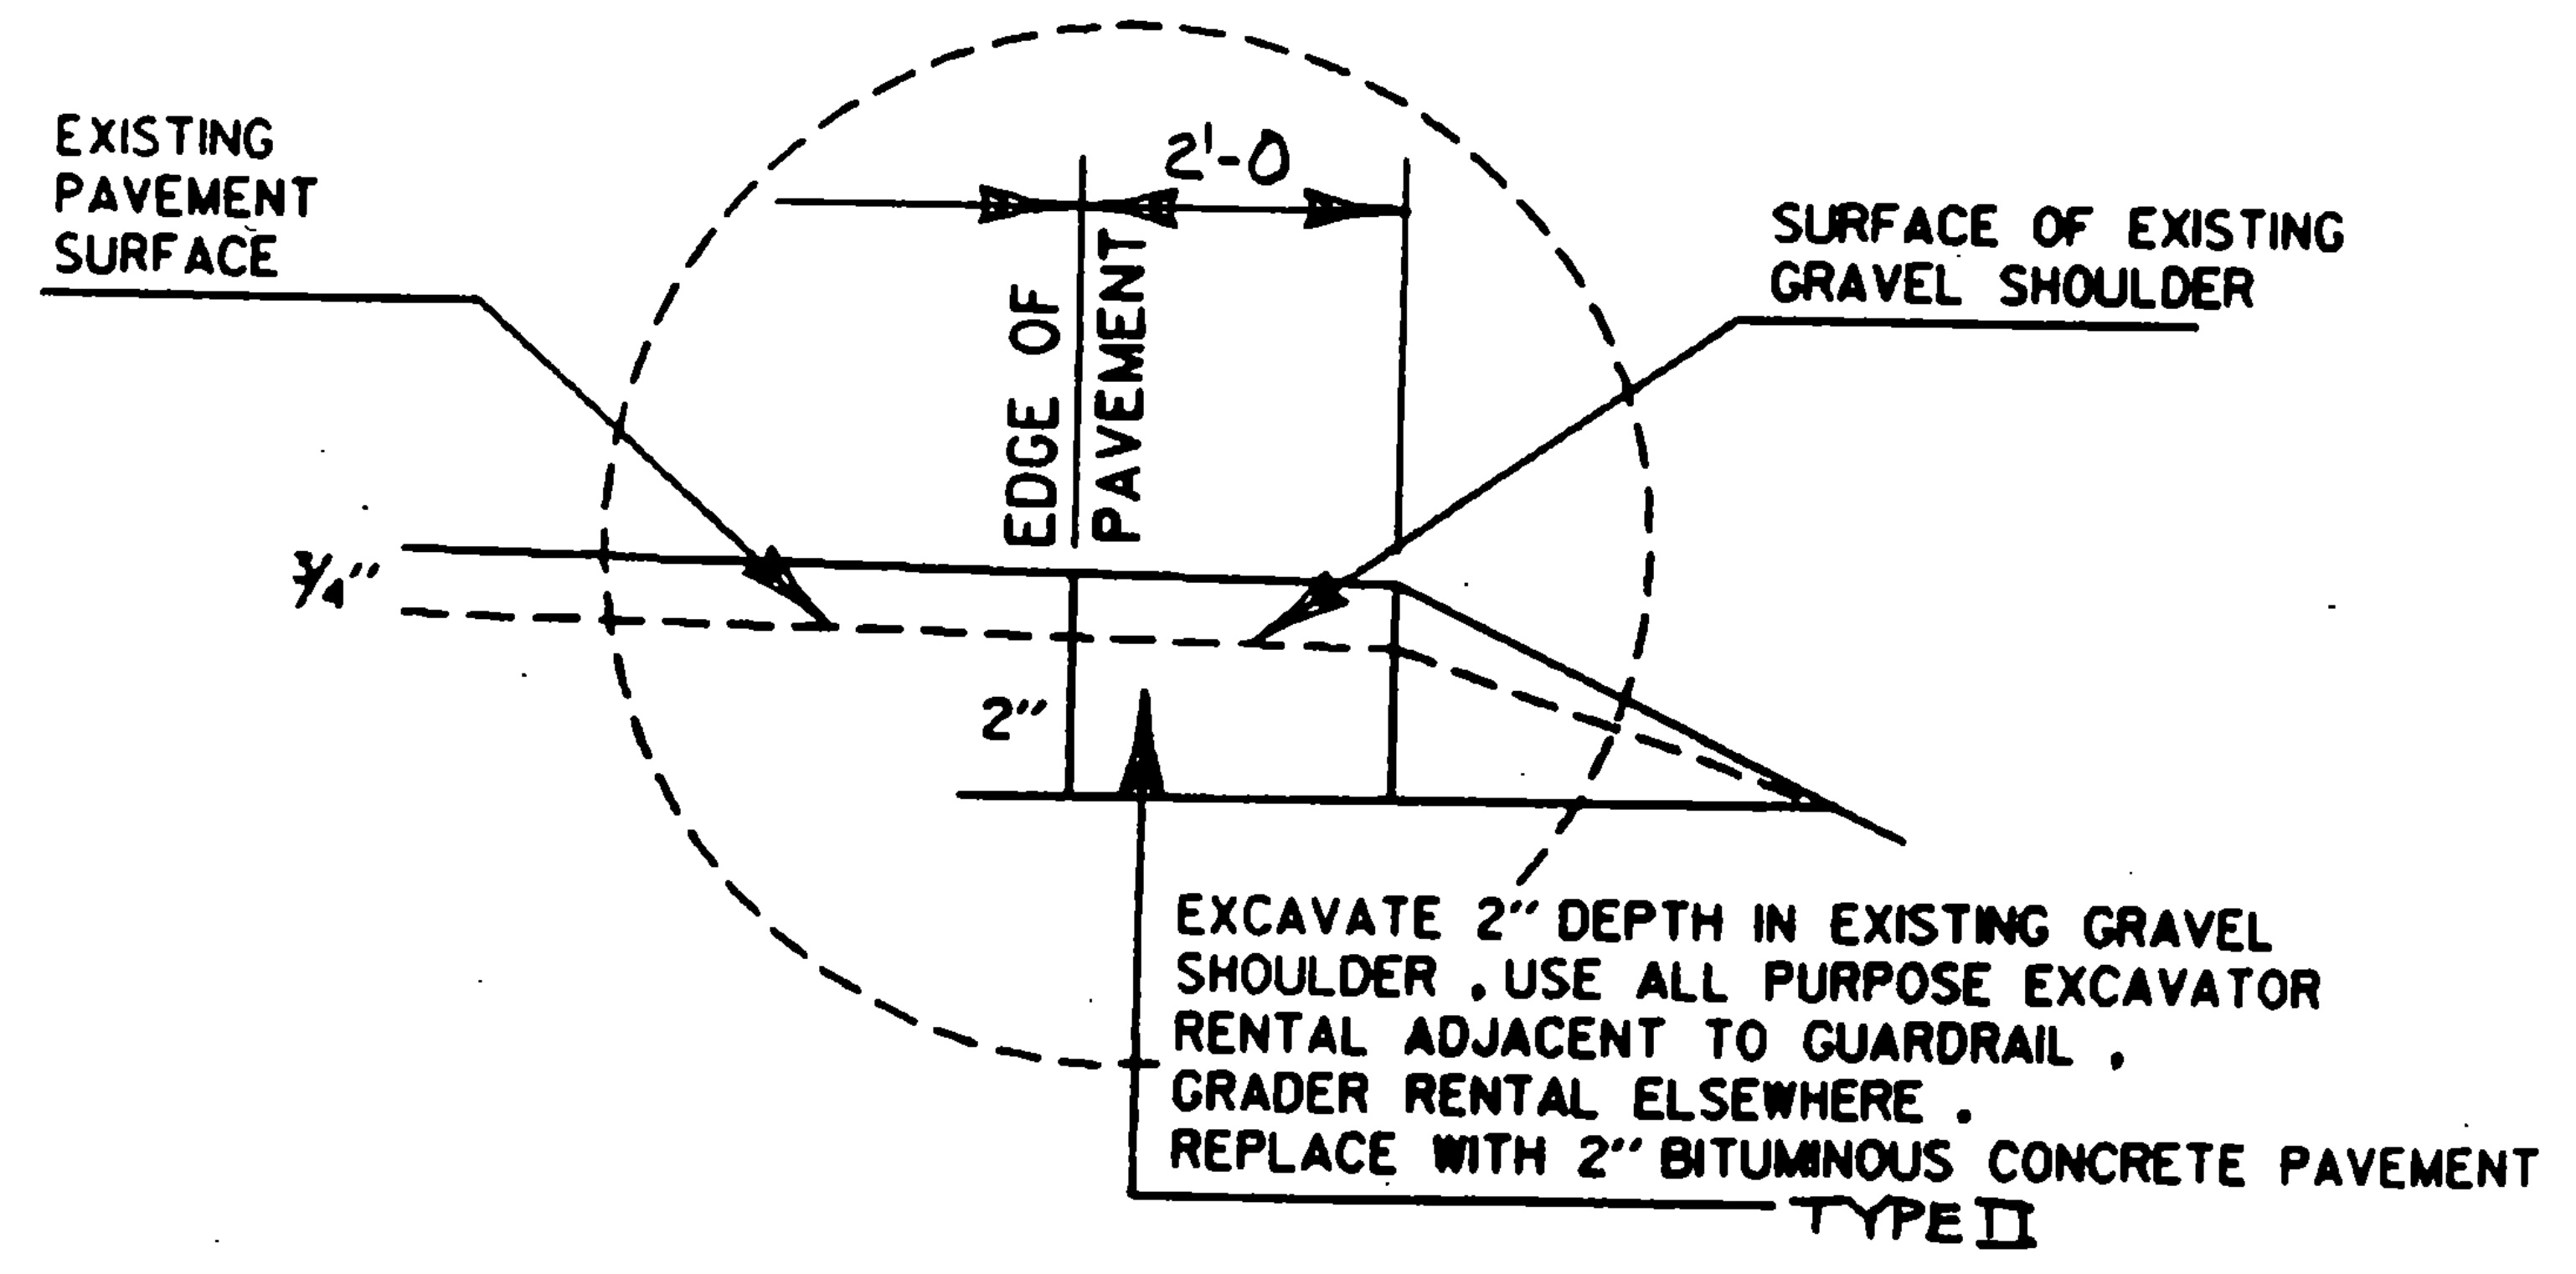 EXISTING
PAVEMENT
SURFACE
2'-0
SURFACE OF EXISTING
GRAVEL SHOULDER
EDGE OF
PAVEMENT
3/4"
2"
EXCAVATE 2" DEPTH IN EXISTING GRAVEL
SHOULDER . USE ALL PURPOSE EXCAVATOR
RENTAL ADJACENT TO GUARDRAIL .
GRADER RENTAL ELSEWHERE .
REPLACE WITH 2" BITUMINOUS CONCRETE PAVEMENT
TYPE II